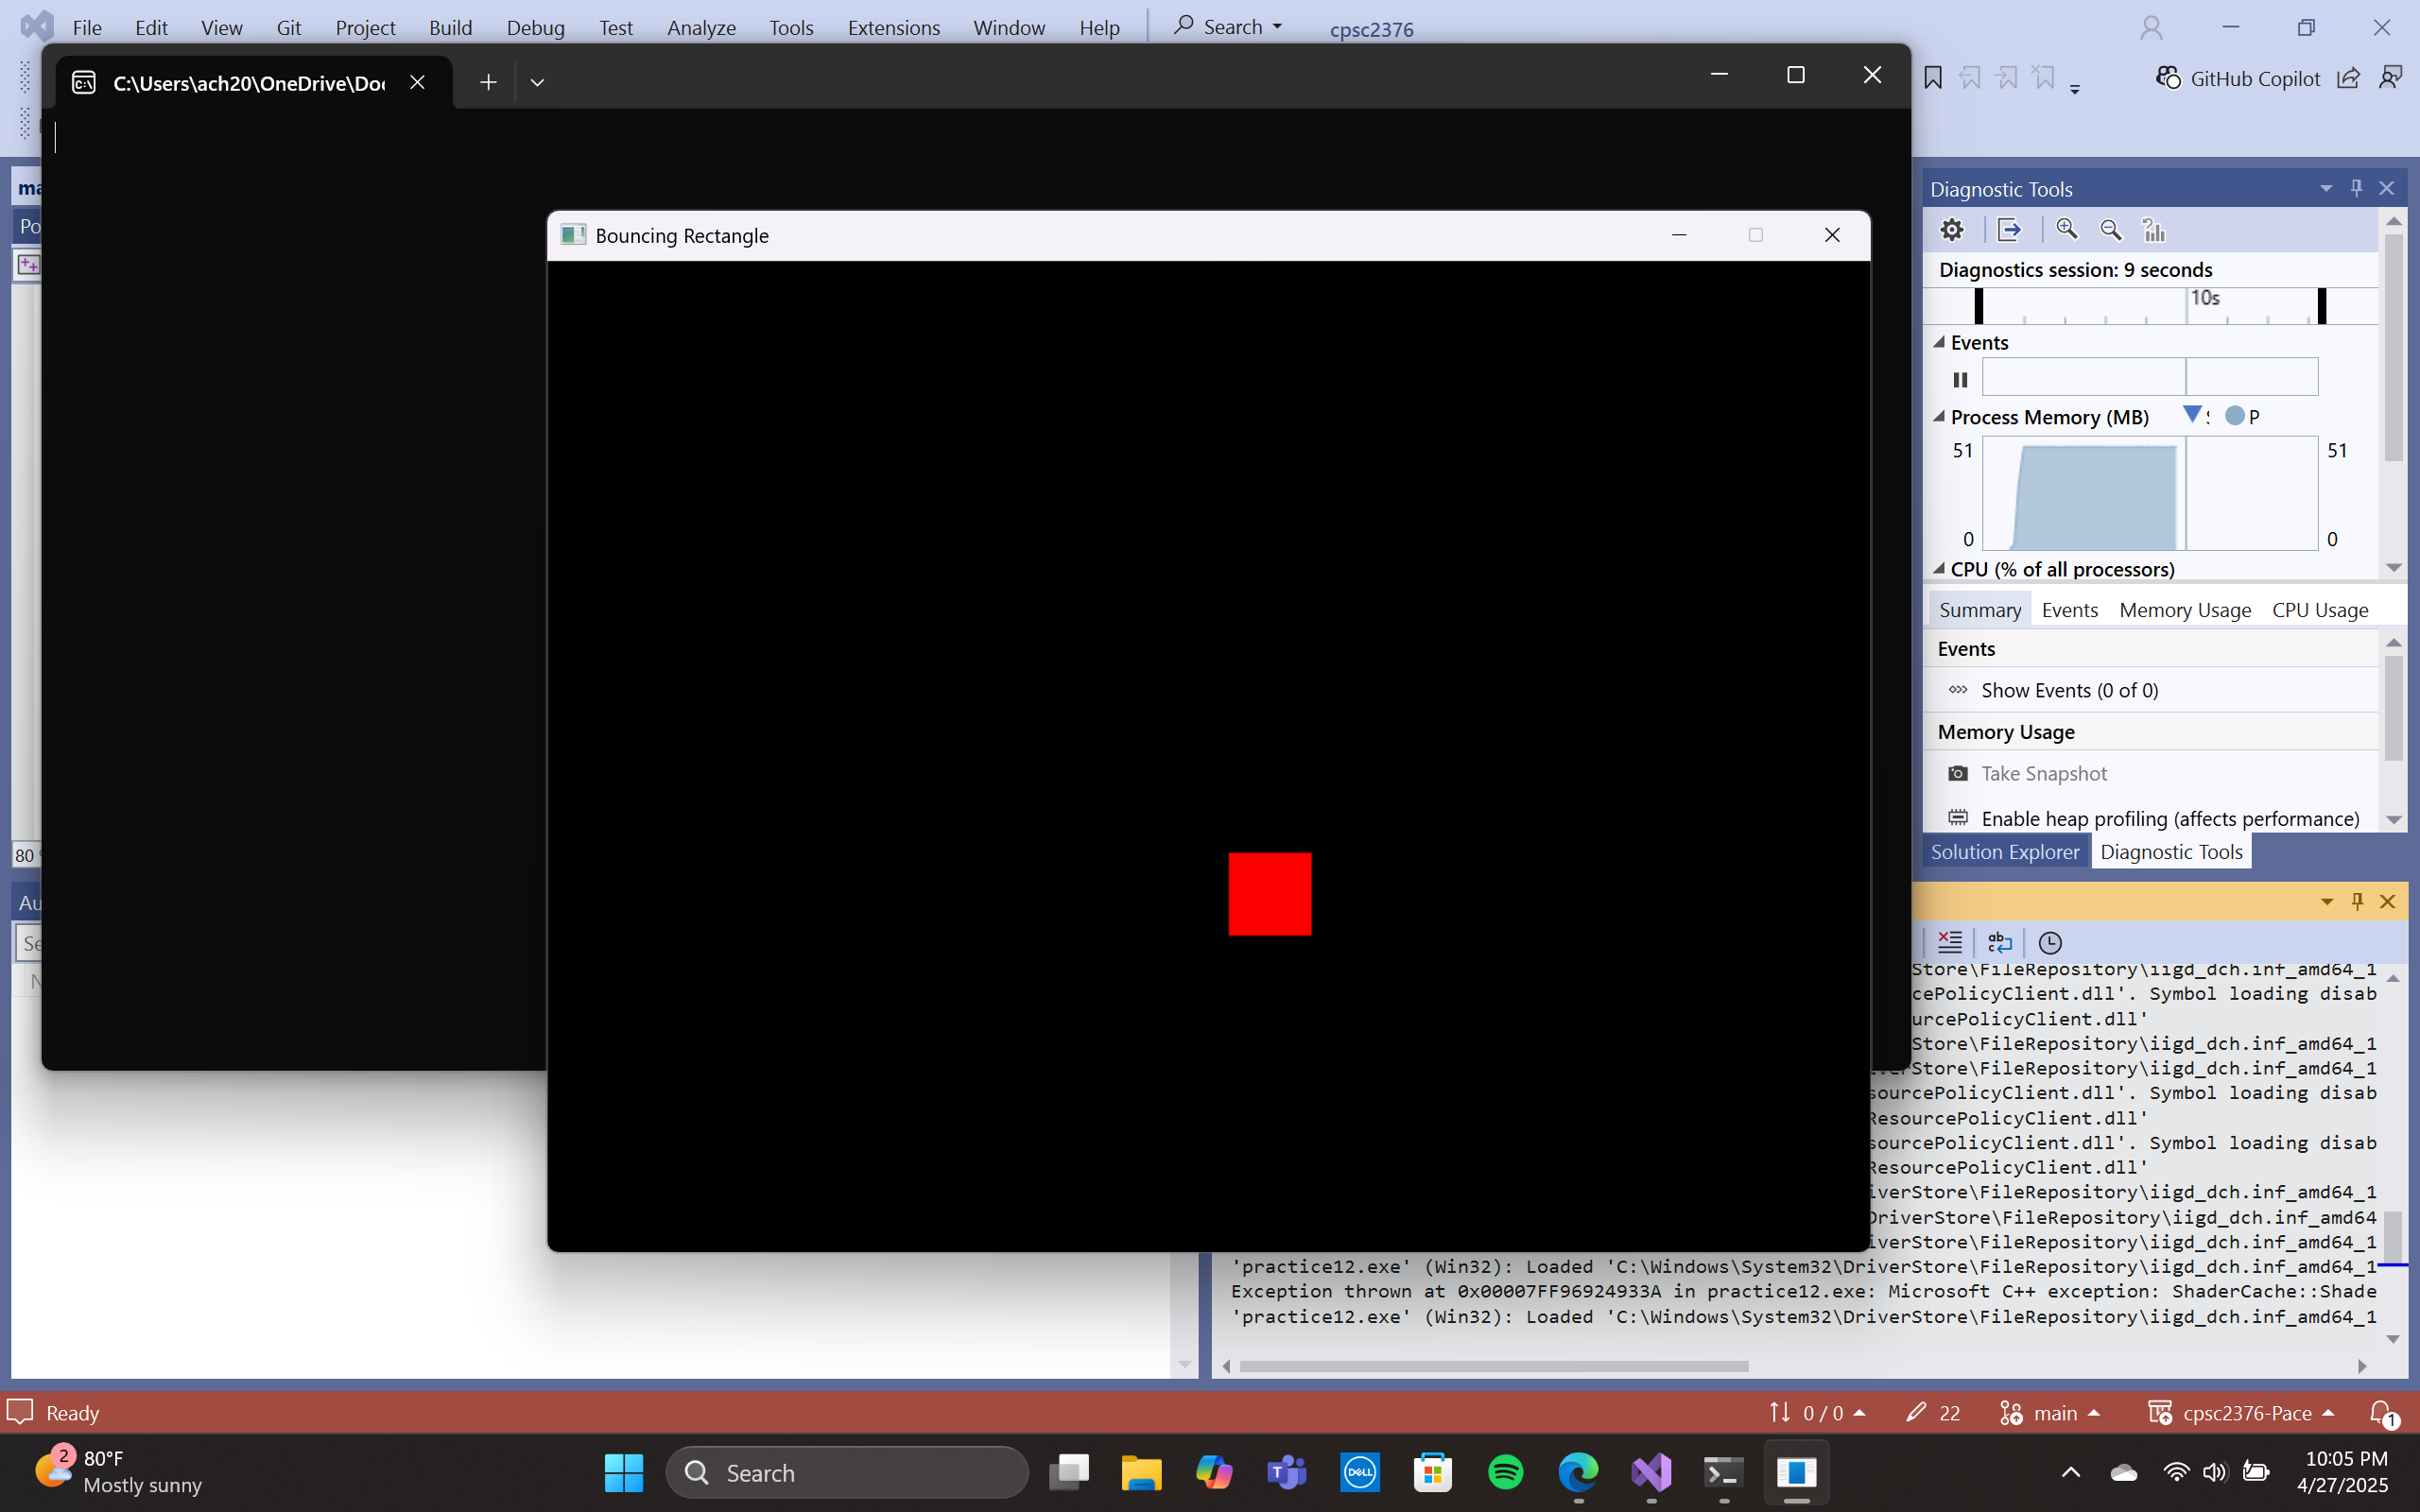 File Edit View Git Project Build Debug Test Analyze Tools Extensions Window Help Search cpsc2376
C:\Users\ach20\OneDrive\Do
GitHub Copilot
Bouncing Rectangle
80
Diagnostic Tools
Diagnostics session: 9 seconds
10s
Events
Process Memory (MB) P
51 51
0 0
CPU (% of all processors)
Summary Events Memory Usage CPU Usage
Events
Show Events (0 of 0)
Memory Usage
Take Snapshot
Enable heap profiling (affects performance)
Solution Explorer Diagnostic Tools
Store\FileRepository\iigd_dch.inf_amd64_1
cePolicyClient.dll'. Symbol loading disab
urcePolicyClient.dll'
Store\FileRepository\iigd_dch.inf_amd64_1
iverStore\FileRepository\iigd_dch.inf_amd64_1
sourcePolicyClient.dll'. Symbol loading disab
ResourcePolicyClient.dll'
sourcePolicyClient.dll'. Symbol loading disab
ResourcePolicyClient.dll'
iverStore\FileRepository\iigd_dch.inf_amd64_1
DriverStore\FileRepository\iigd_dch.inf_amd64
iverStore\FileRepository\iigd_dch.inf_amd64_1
'practice12.exe' (Win32): Loaded 'C:\Windows\System32\DriverStore\FileRepository\iigd_dch.inf_amd64_1
Exception thrown at 0x00007FF96924933A in practice12.exe: Microsoft C++ exception: ShaderCache::Shade
'practice12.exe' (Win32): Loaded 'C:\Windows\System32\DriverStore\FileRepository\iigd_dch.inf_amd64_1
Ready 0 / 0 22 main cpsc2376-Pace 1
2 80°F
Mostly sunny
Search
DELL
10:05 PM
4/27/2025